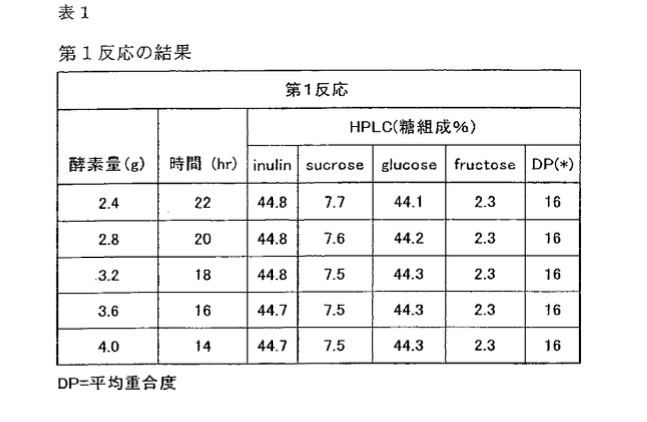 表１
第１反応の結果
第1反応
HPLC(糖組成%)
酵素量(g) 時間 (hr) inulin sucrose glucose fructose DP(*)
2.4 22 44.8 7.7 44.1 2.3 16
2.8 20 44.8 7.6 44.2 2.3 16
3.2 18 44.8 7.5 44.3 2.3 16
3.6 16 44.7 7.5 44.3 2.3 16
4.0 14 44.7 7.5 44.3 2.3 16
DP=平均重合度